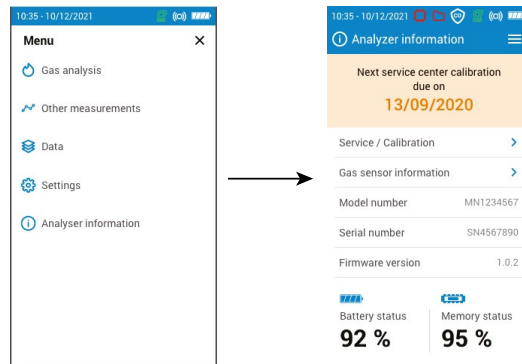 10:35 - 10/12/2021
Menu
Gas analysis
Other measurements
Data
Settings
Analyser information
10:35 - 10/12/2021
CO
Analyzer information
Next service center calibration
due on
13/09/2020
Service / Calibration
Gas sensor information
Model number MN1234567
Serial number SN4567890
Firmware version 1.0.2
Battery status Memory status
92 % 95 %